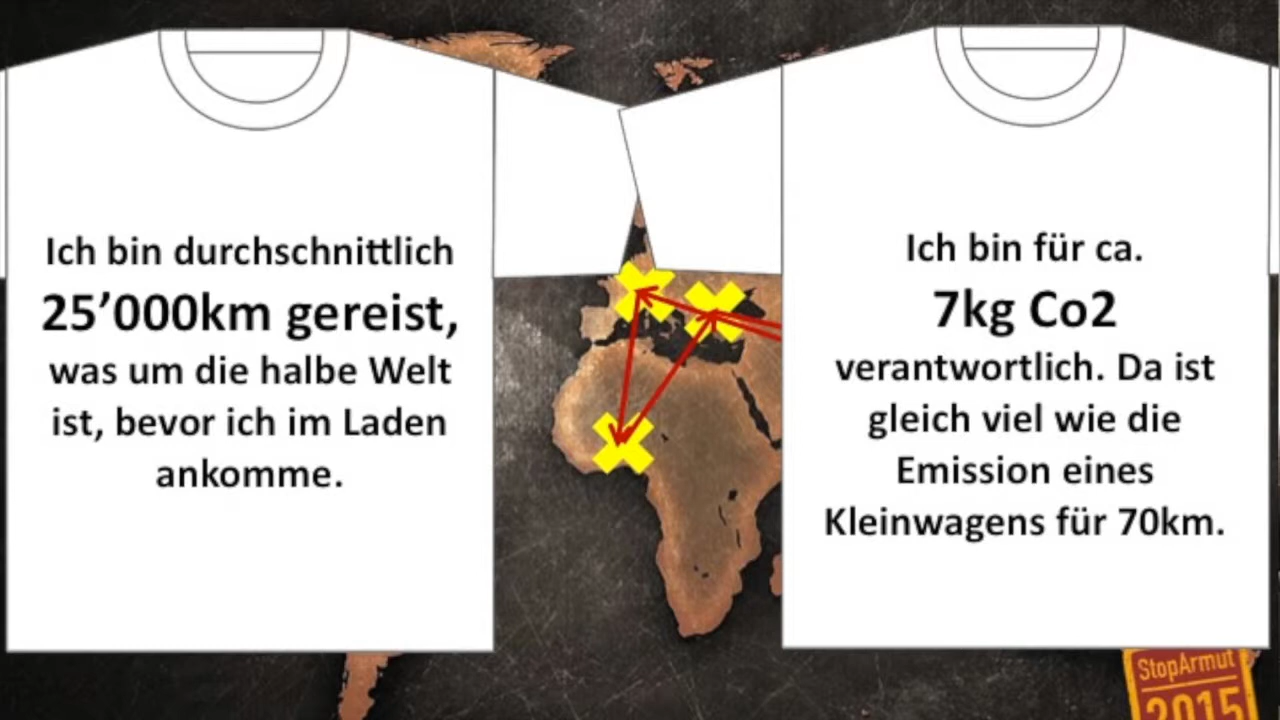 Ich bin durchschnittlich
25’000km gereist,
was um die halbe Welt
ist, bevor ich im Laden
ankomme.
Ich bin für ca.
7kg Co2
verantwortlich. Da ist
gleich viel wie die
Emission eines
Kleinwagens für 70km.
StopArmut
2015